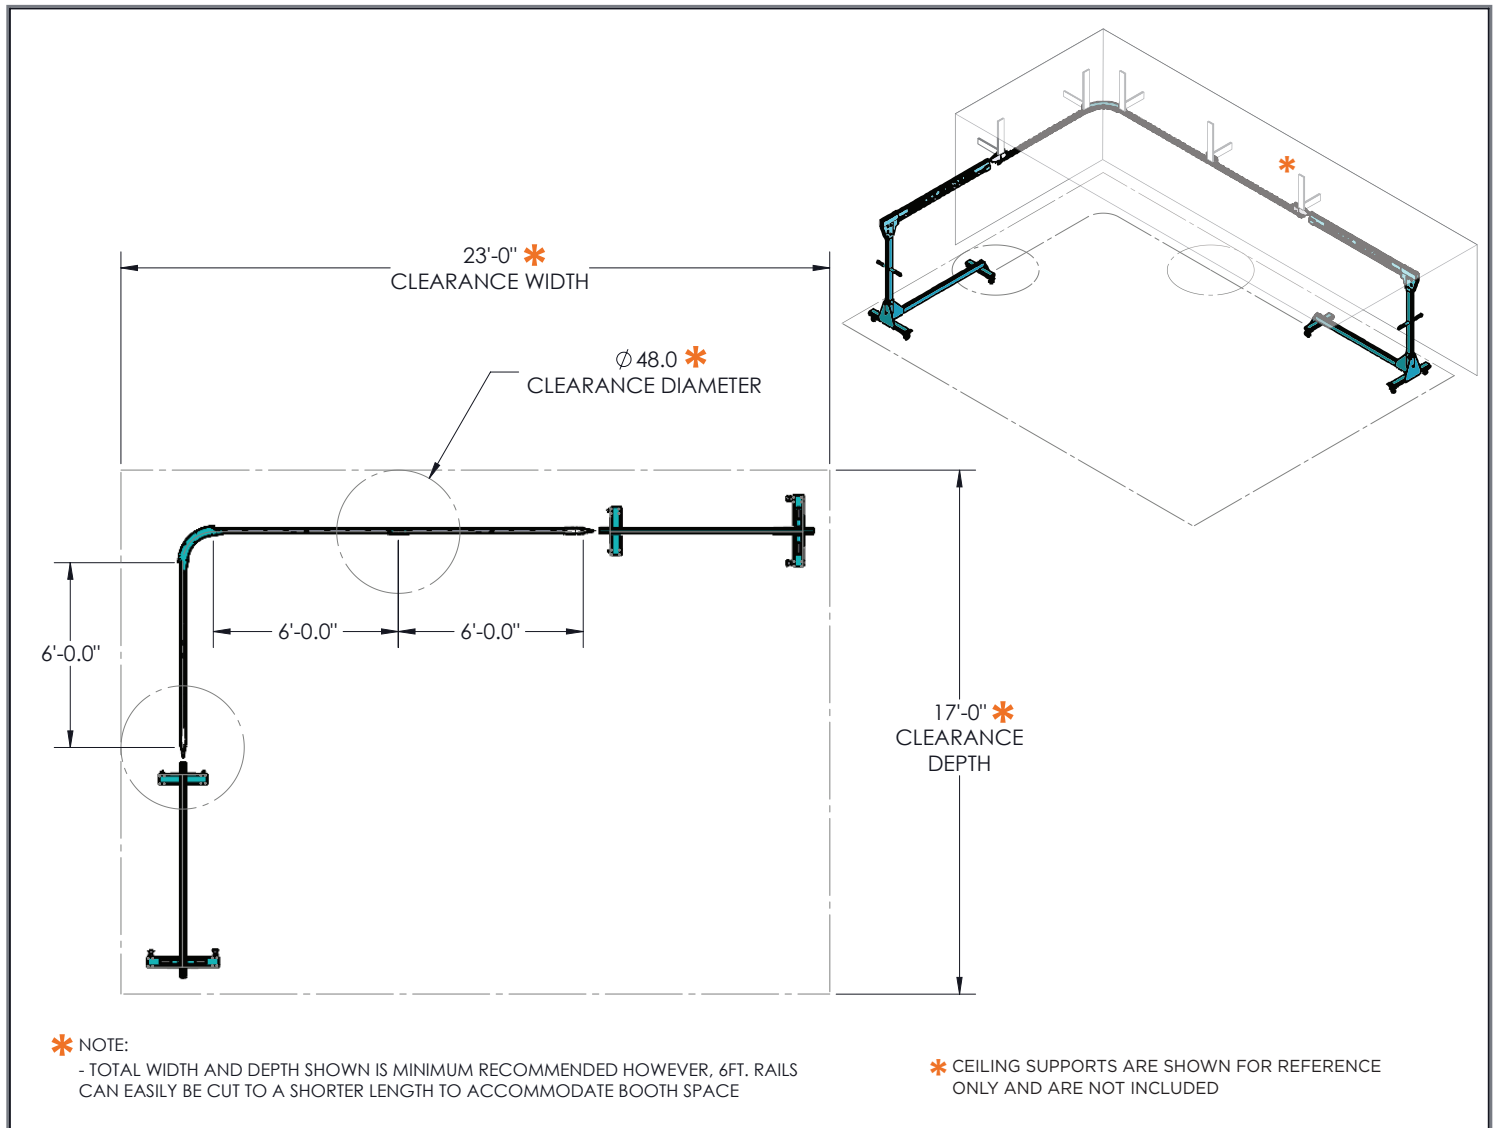 23'-0" *
CLEARANCE WIDTH
∅ 48.0 *
CLEARANCE DIAMETER
*
6'-0.0"
6'-0.0"
6'-0.0"
17'-0" *
CLEARANCE
DEPTH
* NOTE:
- TOTAL WIDTH AND DEPTH SHOWN IS MINIMUM RECOMMENDED HOWEVER, 6FT. RAILS
CAN EASILY BE CUT TO A SHORTER LENGTH TO ACCOMMODATE BOOTH SPACE
* CEILING SUPPORTS ARE SHOWN FOR REFERENCE
ONLY AND ARE NOT INCLUDED